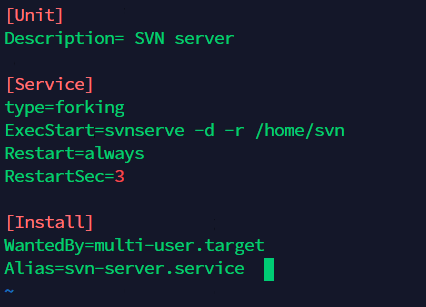 [Unit]
Description= SVN server

[Service]
type=forking
ExecStart=svnserve -d -r /home/svn
Restart=always
RestartSec=3

[Install]
WantedBy=multi-user.target
Alias=svn-server.service
~